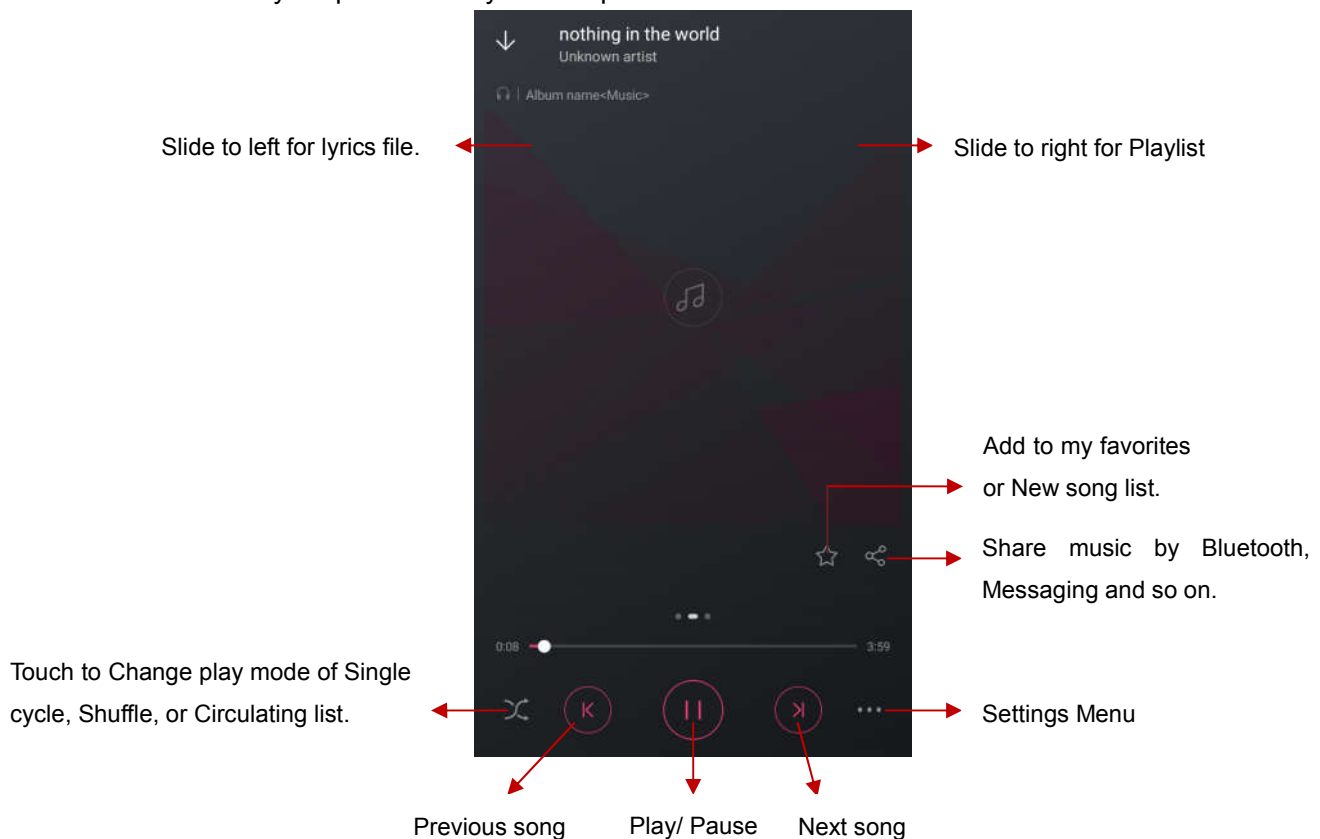 nothing in the world
Unknown artist
Album name<Music>
Slide to left for lyrics file.
Slide to right for Playlist
Add to my favorites
or New song list.
Share music by Bluetooth,
Messaging and so on.
0:08
3:59
Touch to Change play mode of Single
cycle, Shuffle, or Circulating list.
Settings Menu
Previous song
Play/ Pause
Next song